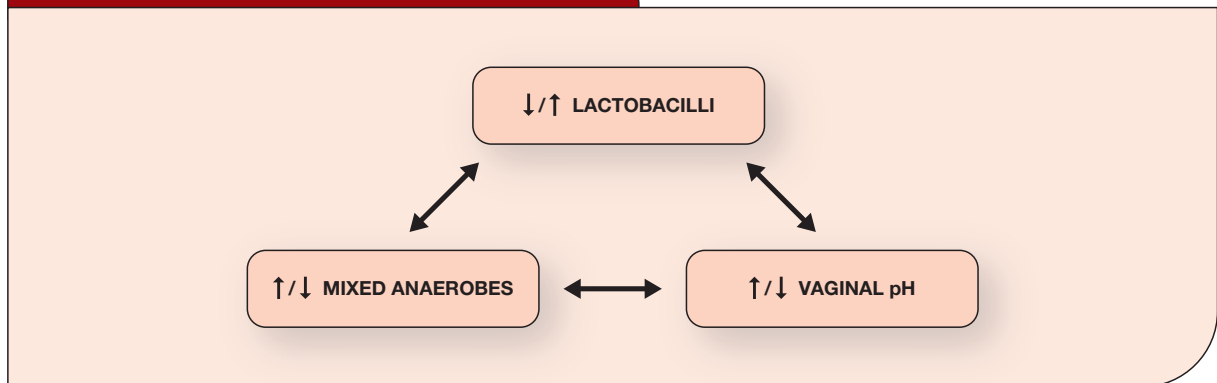 ↓/↑ LACTOBACILLI
↑/↓ MIXED ANAEROBES
↑/↓ VAGINAL pH